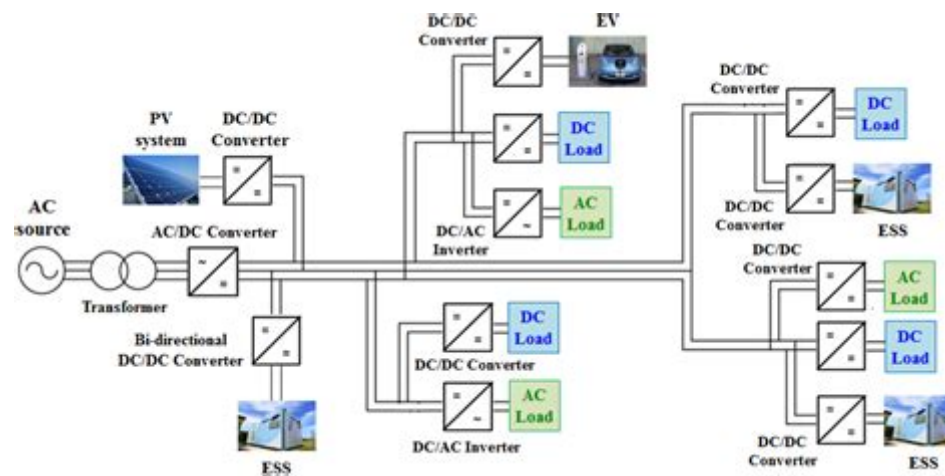 DC/DC
Converter
EV
PV
system
DC/DC
Converter
DC
Load
AC
Load
DC/AC
Inverter
DC/DC
Converter
DC
Load
DC/DC
Converter
ESS
AC
source
AC/DC Converter
Transformer
Bi-directional
DC/DC Converter
ESS
DC
Load
DC/DC Converter
AC
Load
DC/AC Inverter
DC/DC
Converter
AC
Load
DC
Load
DC/DC
Converter
ESS